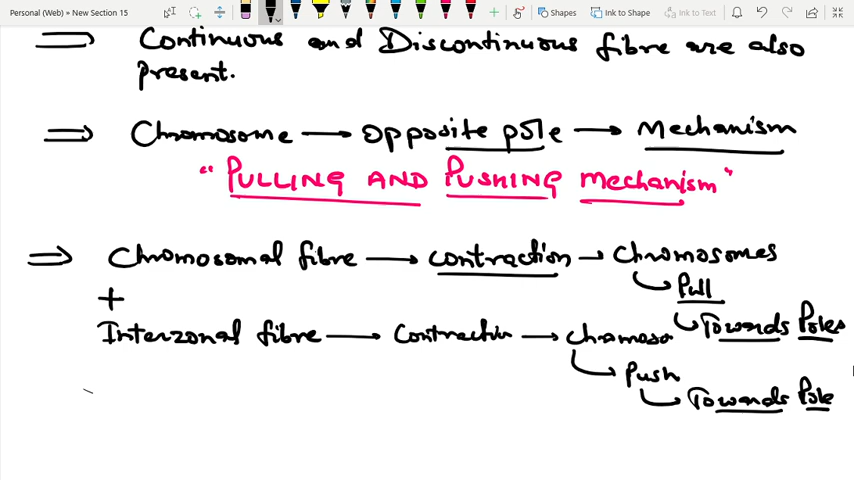 Personal (Web) » New Section 15
Shapes
Ink to Shape
Ink to Text
⇒ Continuous and Discontinuous fibre are also
present.
⇒ Chromosome → opposite pole → Mechanism
"PULLING AND PUSHING mechanism"
⇒ Chromosomal fibre → contraction → Chromosomes
Pull
Towards Poles
+
Interzonal fibre → Contraction → Chromoso
Push
Towards Pole